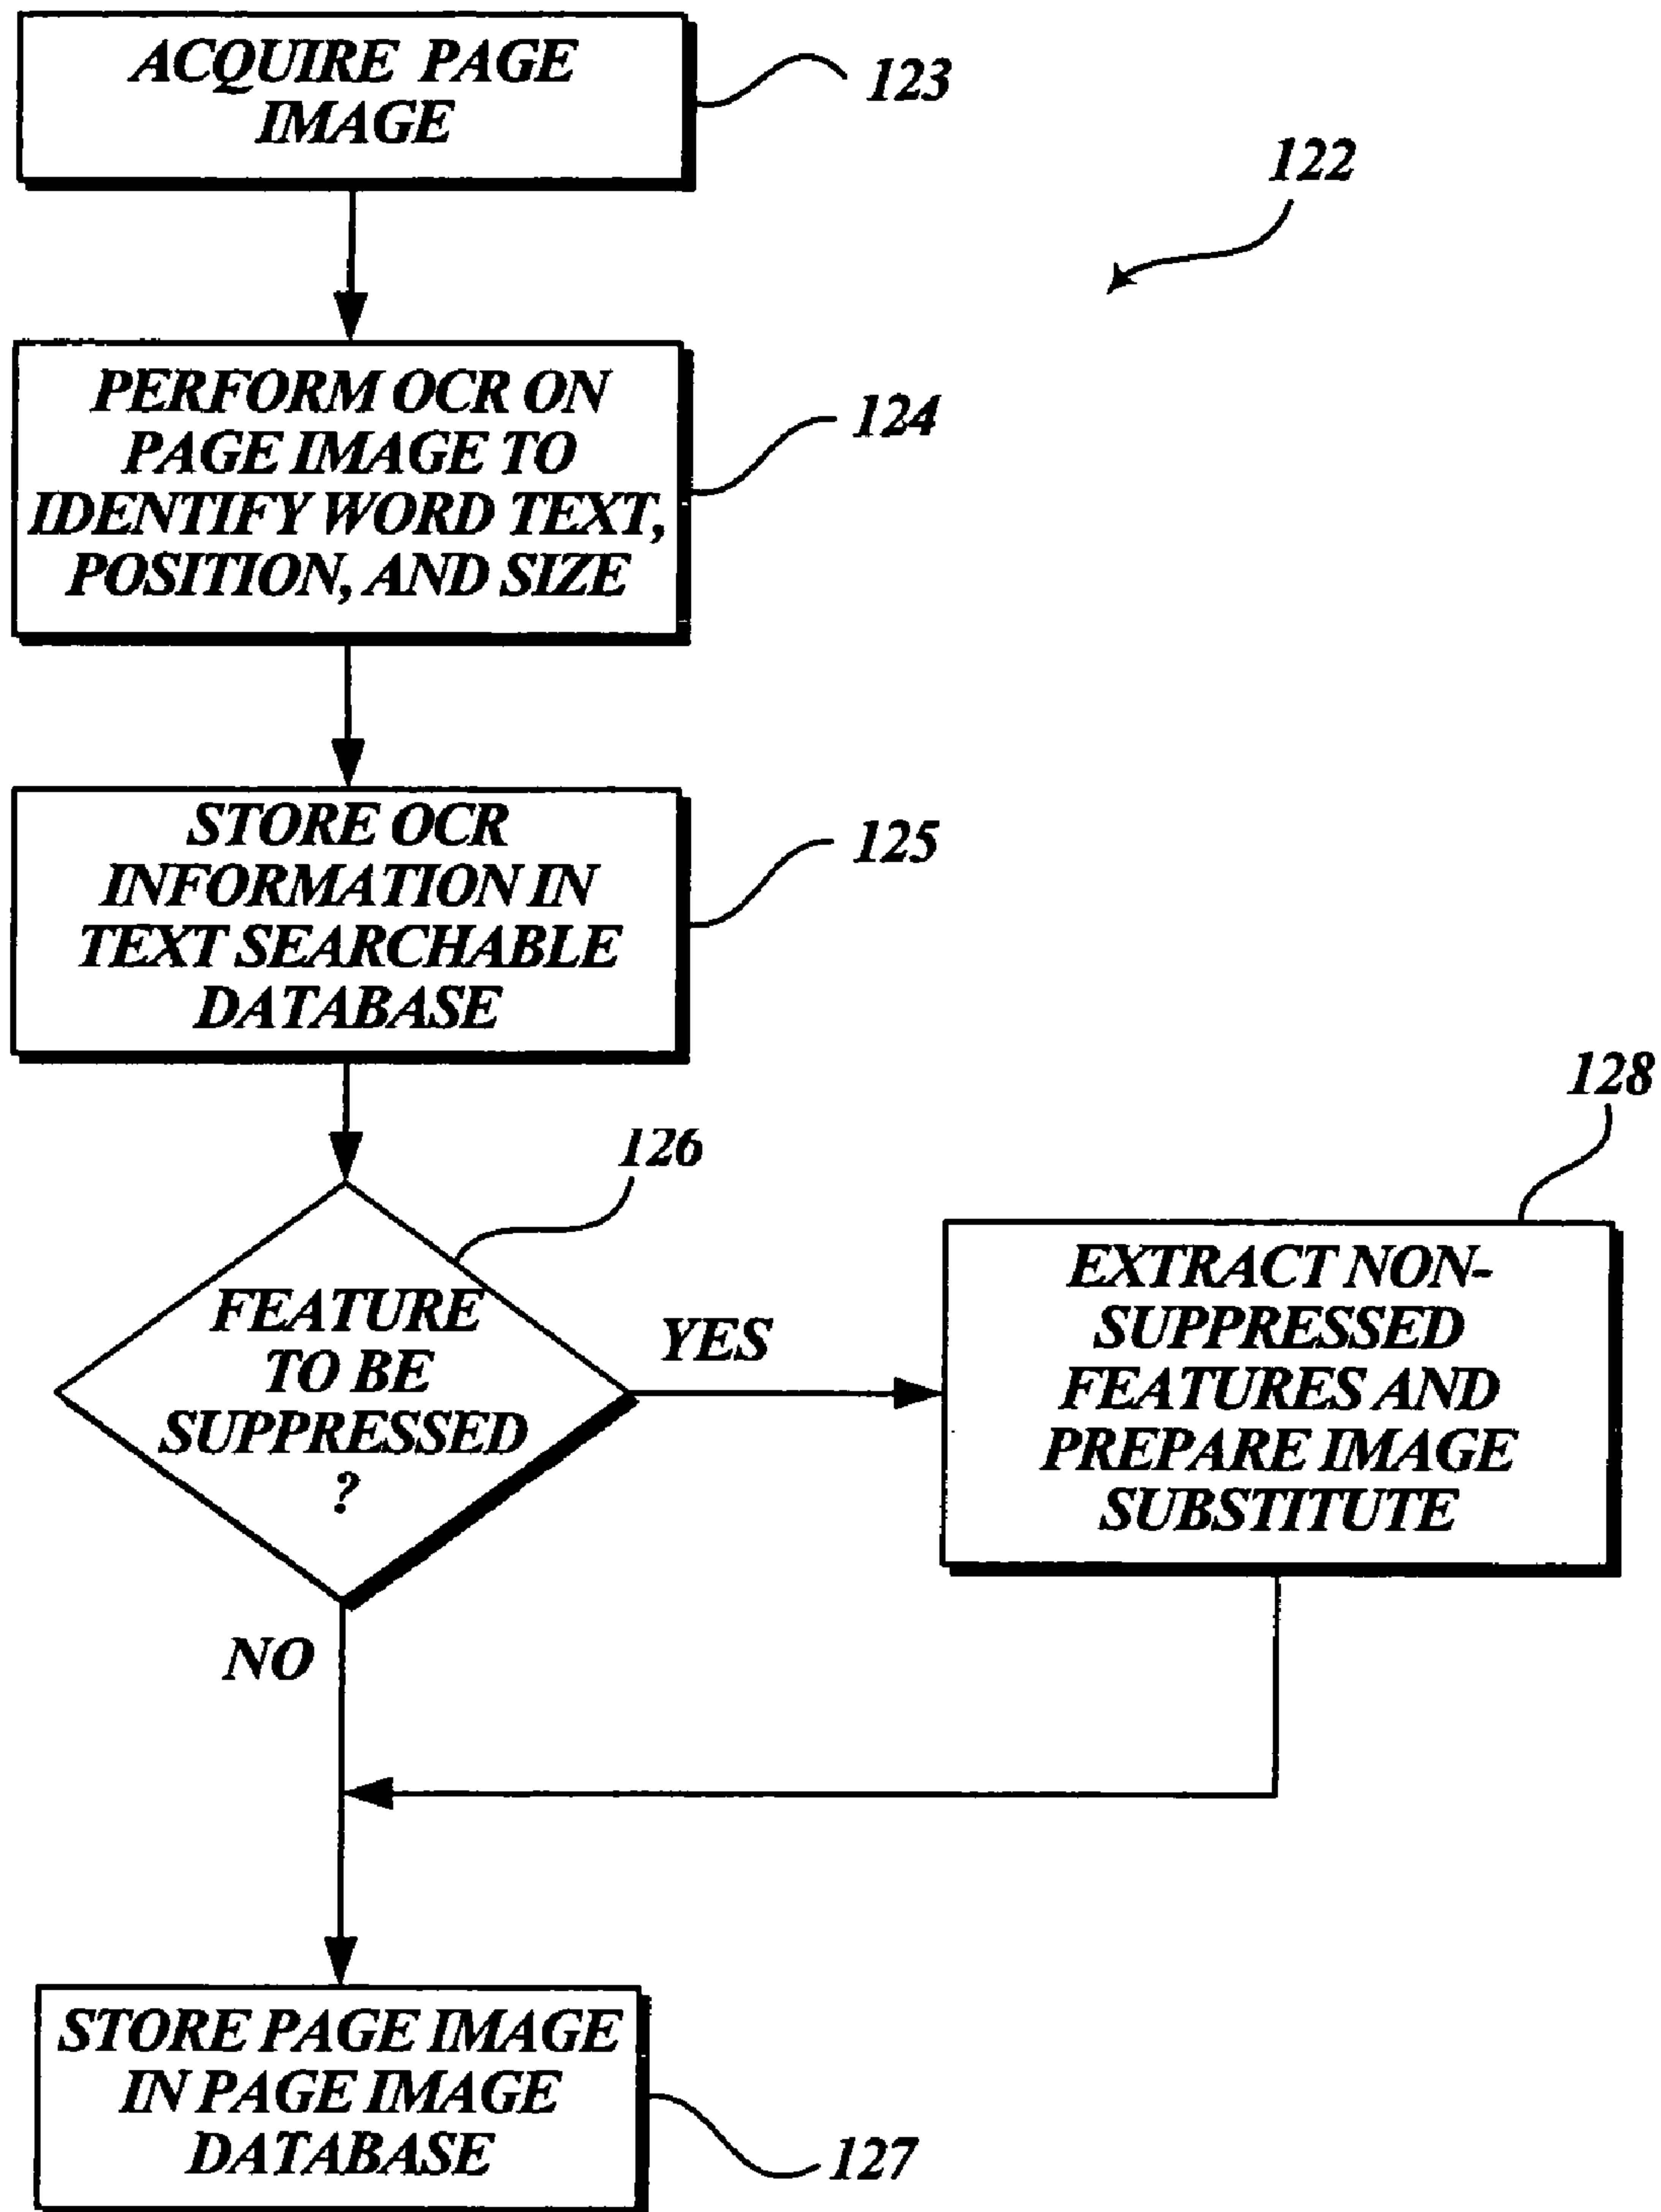 ACQUIRE PAGE
IMAGE
123
122
PERFORM OCR ON
PAGE IMAGE TO
IDENTIFY WORD TEXT,
POSITION, AND SIZE
124
STORE OCR
INFORMATION IN
TEXT SEARCHABLE
DATABASE
125
126
FEATURE
TO BE
SUPPRESSED
?
YES
NO
128
EXTRACT NON-
SUPPRESSED
FEATURES AND
PREPARE IMAGE
SUBSTITUTE
STORE PAGE IMAGE
IN PAGE IMAGE
DATABASE
127